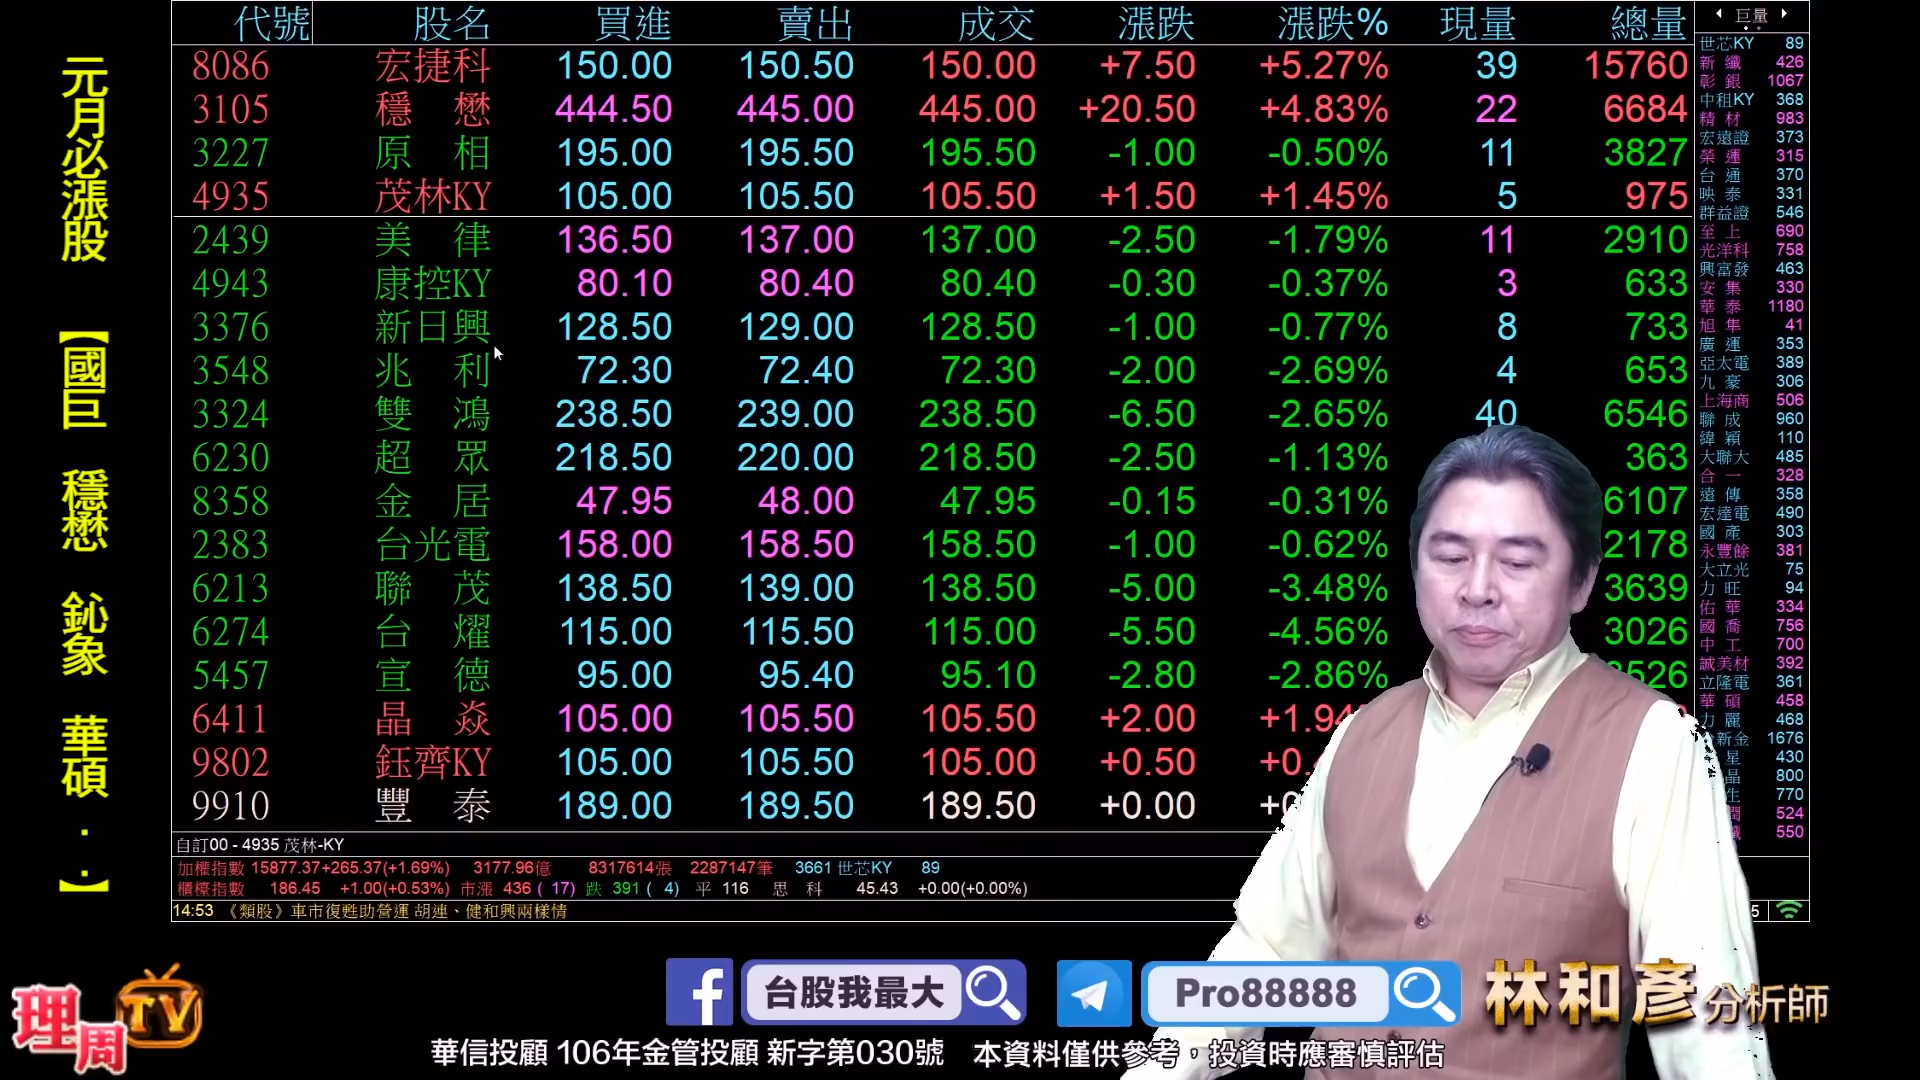 元月必漲股 【國巨 穩懋 鈊象 華碩..】
代號 股名 買進 賣出 成交 漲跌 漲跌% 現量 總量
8086 宏捷科 150.00 150.50 150.00 +7.50 +5.27% 39 15760
3105 穩懋 444.50 445.00 445.00 +20.50 +4.83% 22 6684
3227 原相 195.00 195.50 195.50 -1.00 -0.50% 11 3827
4935 茂林KY 105.00 105.50 105.50 +1.50 +1.45% 5 975
2439 美律 136.50 137.00 137.00 -2.50 -1.79% 11 2910
4943 康控KY 80.10 80.40 80.40 -0.30 -0.37% 3 633
3376 新日興 128.50 129.00 128.50 -1.00 -0.77% 8 733
3548 兆利 72.30 72.40 72.30 -2.00 -2.69% 4 653
3324 雙鴻 238.50 239.00 238.50 -6.50 -2.65% 40 6546
6230 超眾 218.50 220.00 218.50 -2.50 -1.13% 363
8358 金居 47.95 48.00 47.95 -0.15 -0.31% 6107
2383 台光電 158.00 158.50 158.50 -1.00 -0.62% 2178
6213 聯茂 138.50 139.00 138.50 -5.00 -3.48% 3639
6274 台燿 115.00 115.50 115.00 -5.50 -4.56% 3026
5457 宣德 95.00 95.40 95.10 -2.80 -2.86% 526
6411 晶焱 105.00 105.50 105.50 +2.00 +1.94
9802 鈺齊KY 105.00 105.50 105.00 +0.50 +0.
9910 豐泰 189.00 189.50 189.50 +0.00 +0
巨量
世芯KY 89
新纖 426
彰銀 1067
中租KY 368
精材 983
宏遠證 373
榮運 315
台通 370
映泰 331
群益證 546
至上 690
光洋科 758
興富發 463
安集 330
華泰 1180
旭隼 41
廣運 353
亞太電 389
九豪 306
上海商 506
聯成 960
緯穎 110
大聯大 485
合一 328
遠傳 358
宏達電 490
國產 303
永豐餘 381
大立光 75
力旺 94
佑華 334
國喬 756
中工 700
誠美材 392
立隆電 361
華碩 458
力麗 468
新金 1676
星 430
晶 800
生 770
潤 524
纖 550
自訂00 - 4935 茂林-KY
加權指數 15877.37 +265.37(+1.69%) 3177.96億 8317614張 2287147筆 3661 世芯KY 89
櫃檯指數 186.45 +1.00(+0.53%) 市漲 436 ( 17) 跌 391 ( 4) 平 116 思科 45.43 +0.00(+0.00%)
14:53 《類股》車市復甦助營運 胡連、健和興兩樣情
5
理周TV
台股我最大
Pro88888
林和彥分析師
華信投顧 106年金管投顧 新字第030號 本資料僅供參考，投資時應審慎評估